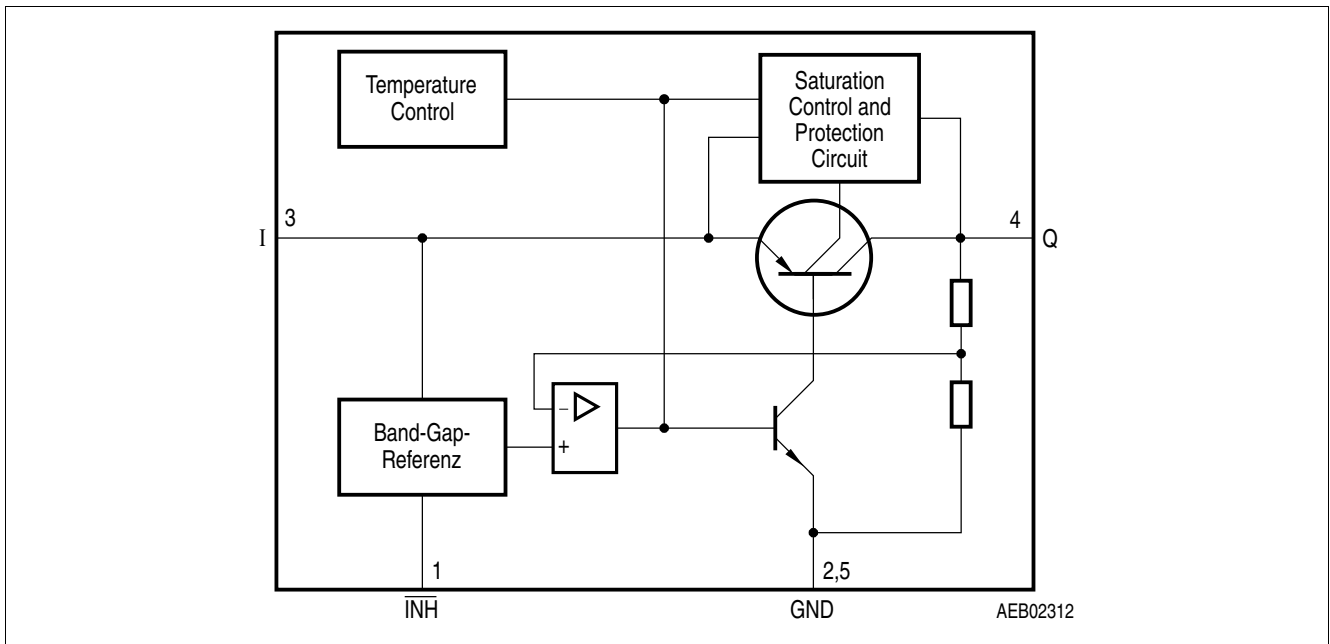 Temperature
Control
Saturation
Control and
Protection
Circuit
3
I
4
Q
−
+
Band-Gap-
Referenz
1
2,5
INH
GND
AEB02312